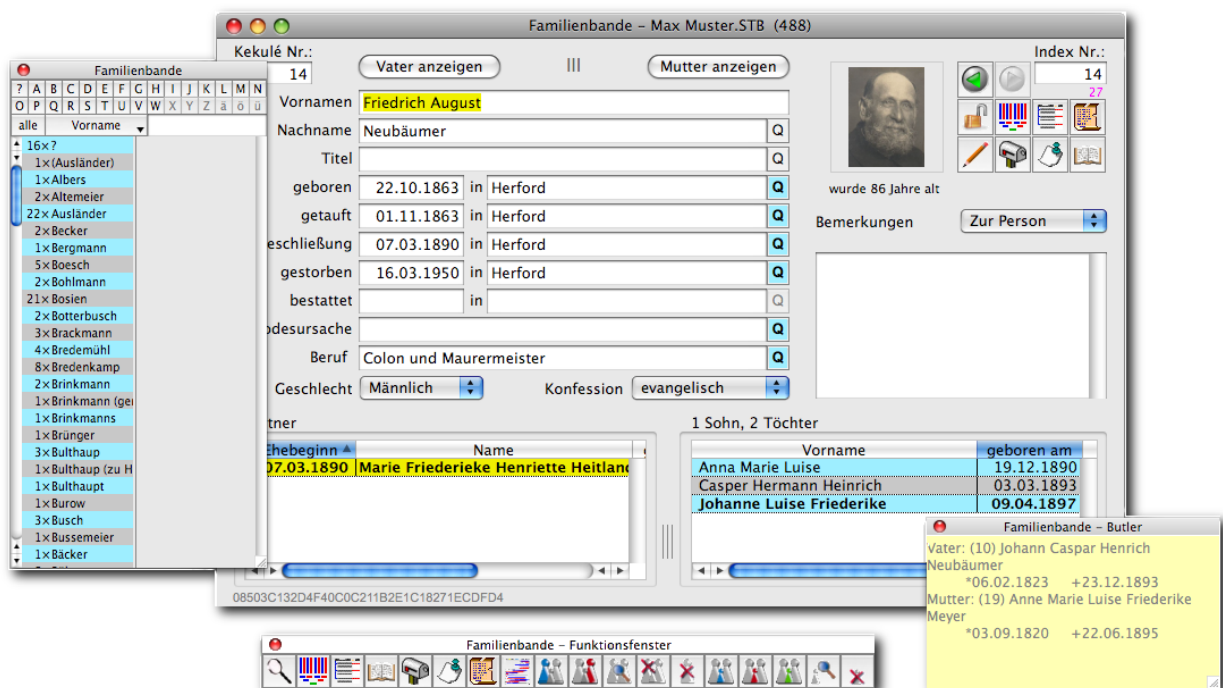 Familienbande – Max Muster.STB (488)
Kekulé Nr.:
14
Vater anzeigen
Mutter anzeigen
Index Nr.:
14
27
Vornamen Friedrich August
Nachname Neubäumer Q
Titel Q
geboren 22.10.1863 in Herford Q
getauft 01.11.1863 in Herford Q
eschließung 07.03.1890 in Herford Q
gestorben 16.03.1950 in Herford Q
bestattet in Q
odesursache Q
Beruf Colon und Maurermeister Q
Geschlecht Männlich Konfession evangelisch
wurde 86 Jahre alt
Bemerkungen Zur Person
tner
Ehebeginn Name
07.03.1890 Marie Friederieke Henriette Heitland
1 Sohn, 2 Töchter
Vorname geboren am
Anna Marie Luise 19.12.1890
Casper Hermann Heinrich 03.03.1893
Johanne Luise Friederike 09.04.1897
08503C132D4F40C0C211B2E1C18271ECDFD4
Familienbande
? A B C D E F G H I J K L M N
O P Q R S T U V W X Y Z ä ö ü
alle Vorname
16×?
1×(Ausländer)
1×Albers
2×Altemeier
22×Ausländer
2×Becker
1×Bergmann
5×Boesch
2×Bohlmann
21×Bosien
2×Botterbusch
3×Brackmann
4×Bredemühl
8×Bredenkamp
2×Brinkmann
1×Brinkmann (ge
1×Brinkmanns
1×Brünger
3×Bulthaup
1×Bulthaup (zu H
1×Bulthaupt
1×Burow
3×Busch
1×Bussemeier
1×Bäcker
Familienbande – Butler
Vater: (10) Johann Caspar Henrich
Neubäumer
*06.02.1823 +23.12.1893
Mutter: (19) Anne Marie Luise Friederike
Meyer
*03.09.1820 +22.06.1895
Familienbande – Funktionsfenster